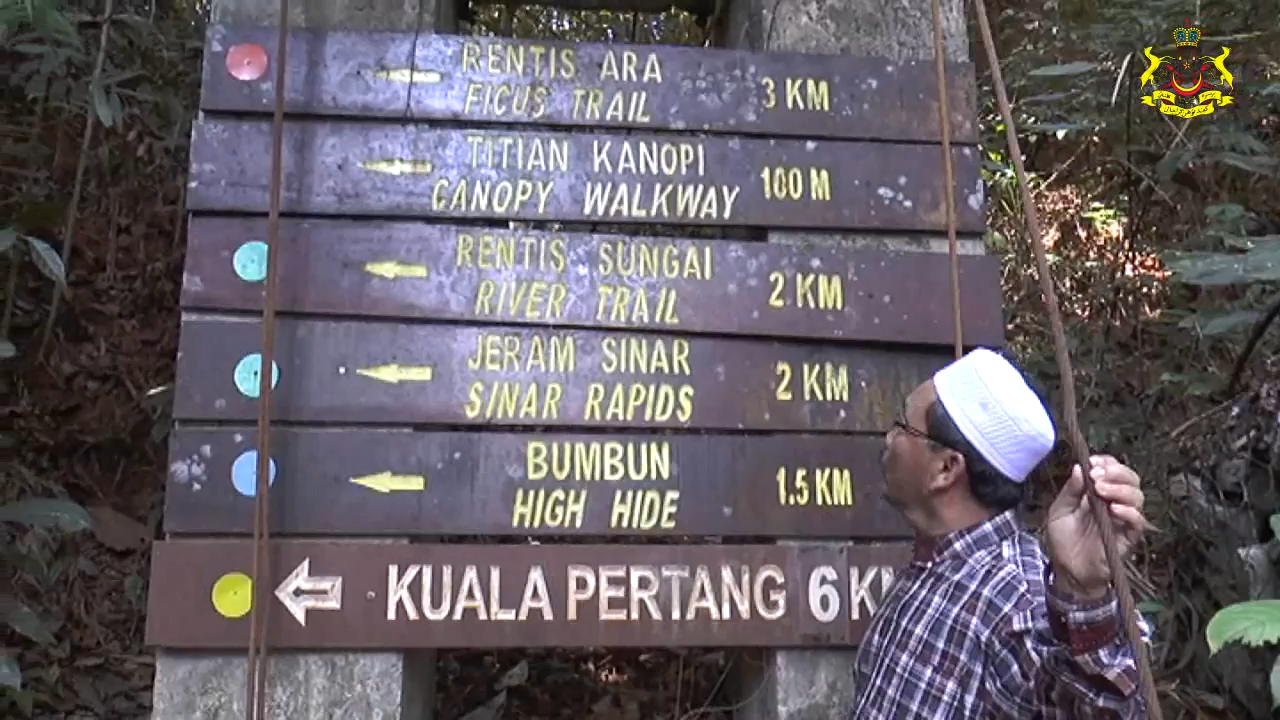 RENTIS ARA
FICUS TRAIL
3 KM
TITIAN KANOPI
CANOPY WALKWAY
100 M
RENTIS SUNGAI
RIVER TRAIL
2 KM
JERAM SINAR
SINAR RAPIDS
2 KM
BUMBUN
HIGH HIDE
1.5 KM
KUALA PERTANG 6